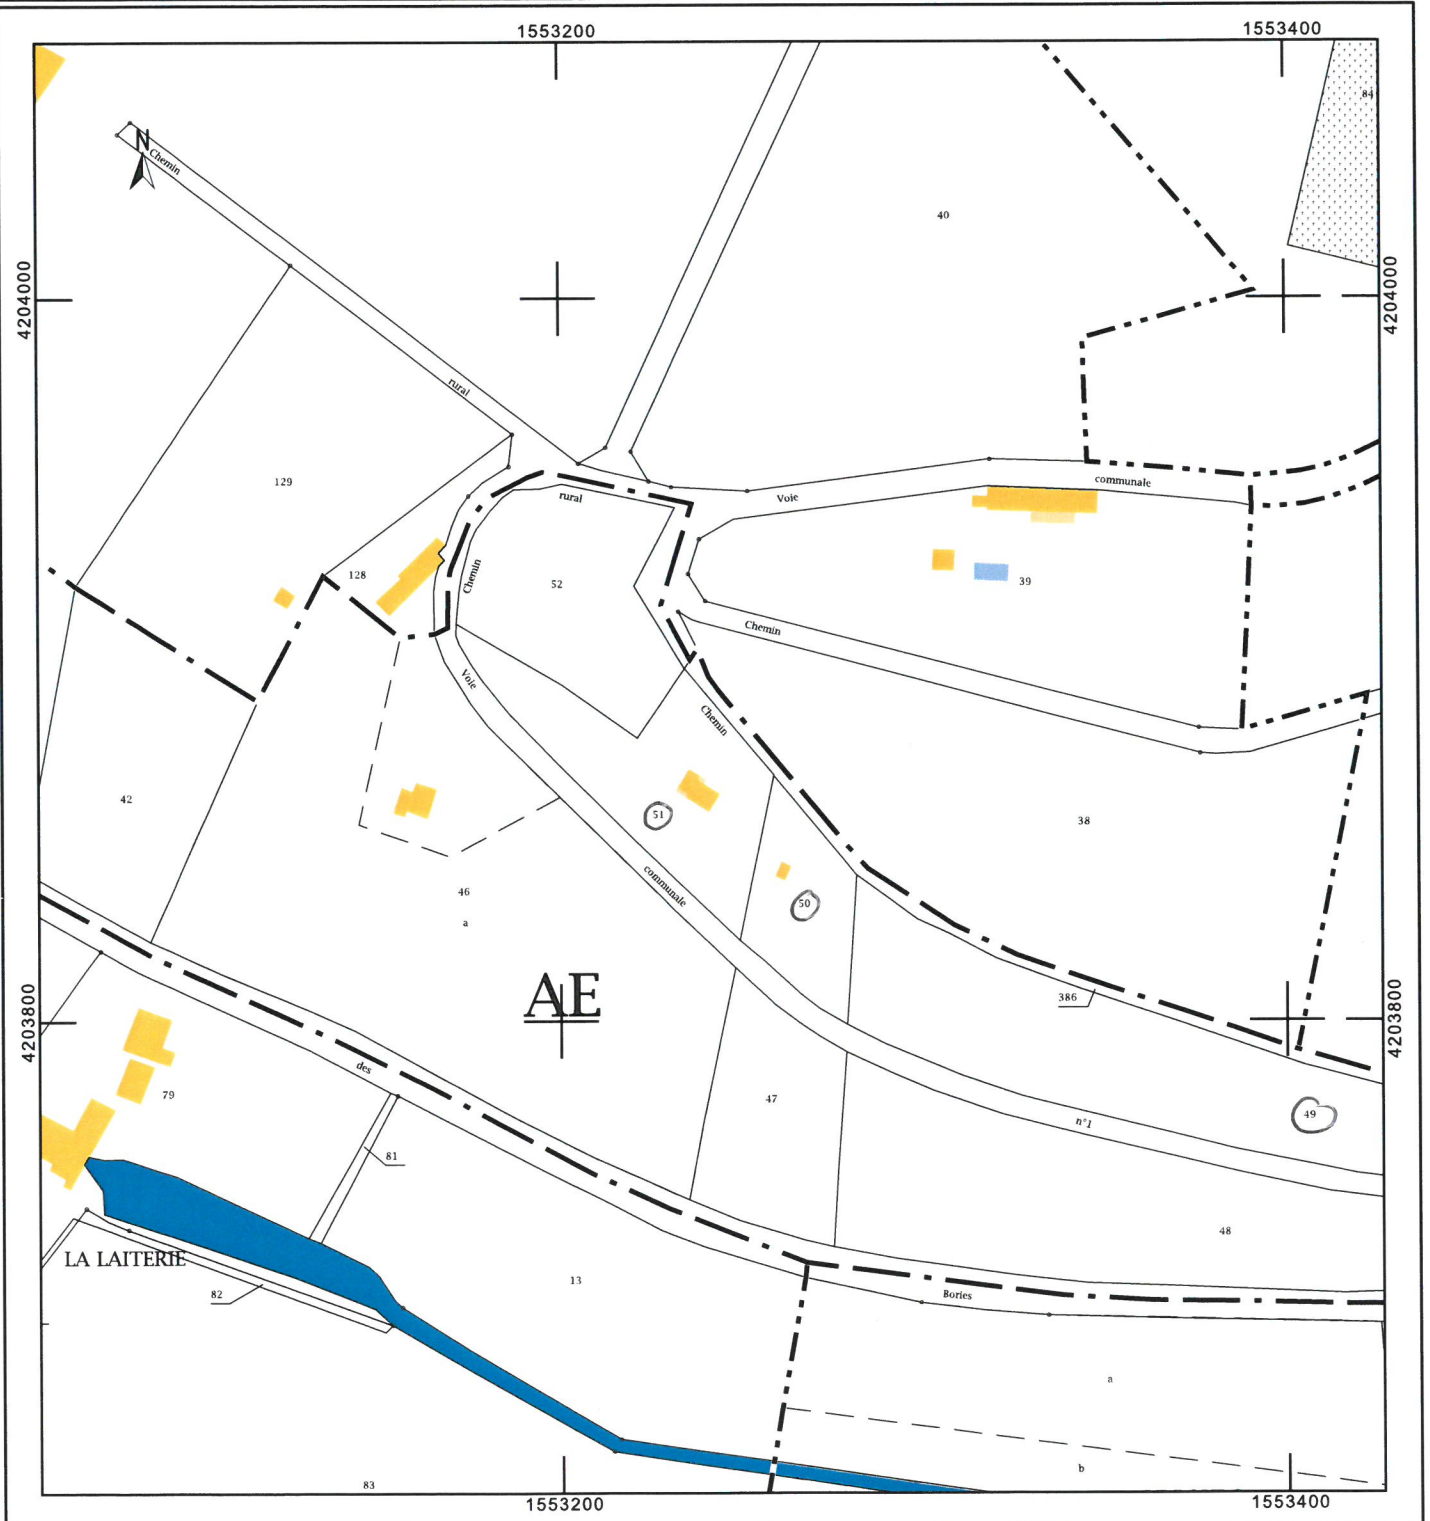 1553200
1553400
84
N
Chemin
40
4204000
4204000
rural
129
communale
Voie
rural
128
Chemin
52
39
Chemin
Voie
Chemin
42
51
38
46
communale
50
a
AE
386
4203800
4203800
des
79
47
49
n°1
81
48
LA LAITERIE
13
82
Bories
a
b
83
1553200
1553400